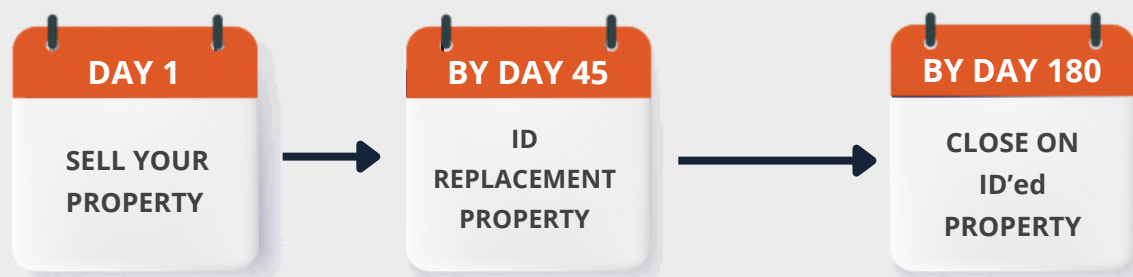 DAY 1
SELL YOUR
PROPERTY
BY DAY 45
ID
REPLACEMENT
PROPERTY
BY DAY 180
CLOSE ON
ID’ed
PROPERTY